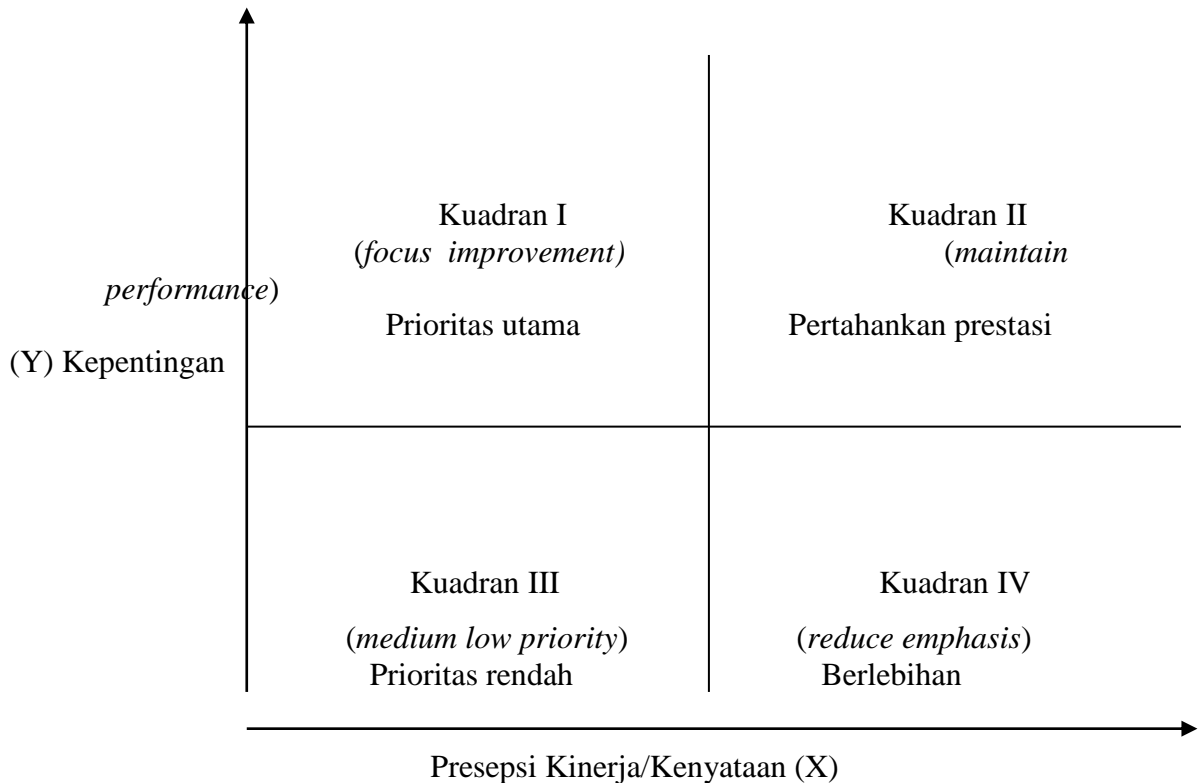 Kuadran I Kuadran II
(focus improvement) (maintain
performance)
Prioritas utama Pertahankan prestasi
(Y) Kepentingan
Kuadran III Kuadran IV
(medium low priority) (reduce emphasis)
Prioritas rendah Berlebihan
Presepsi Kinerja/Kenyataan (X)